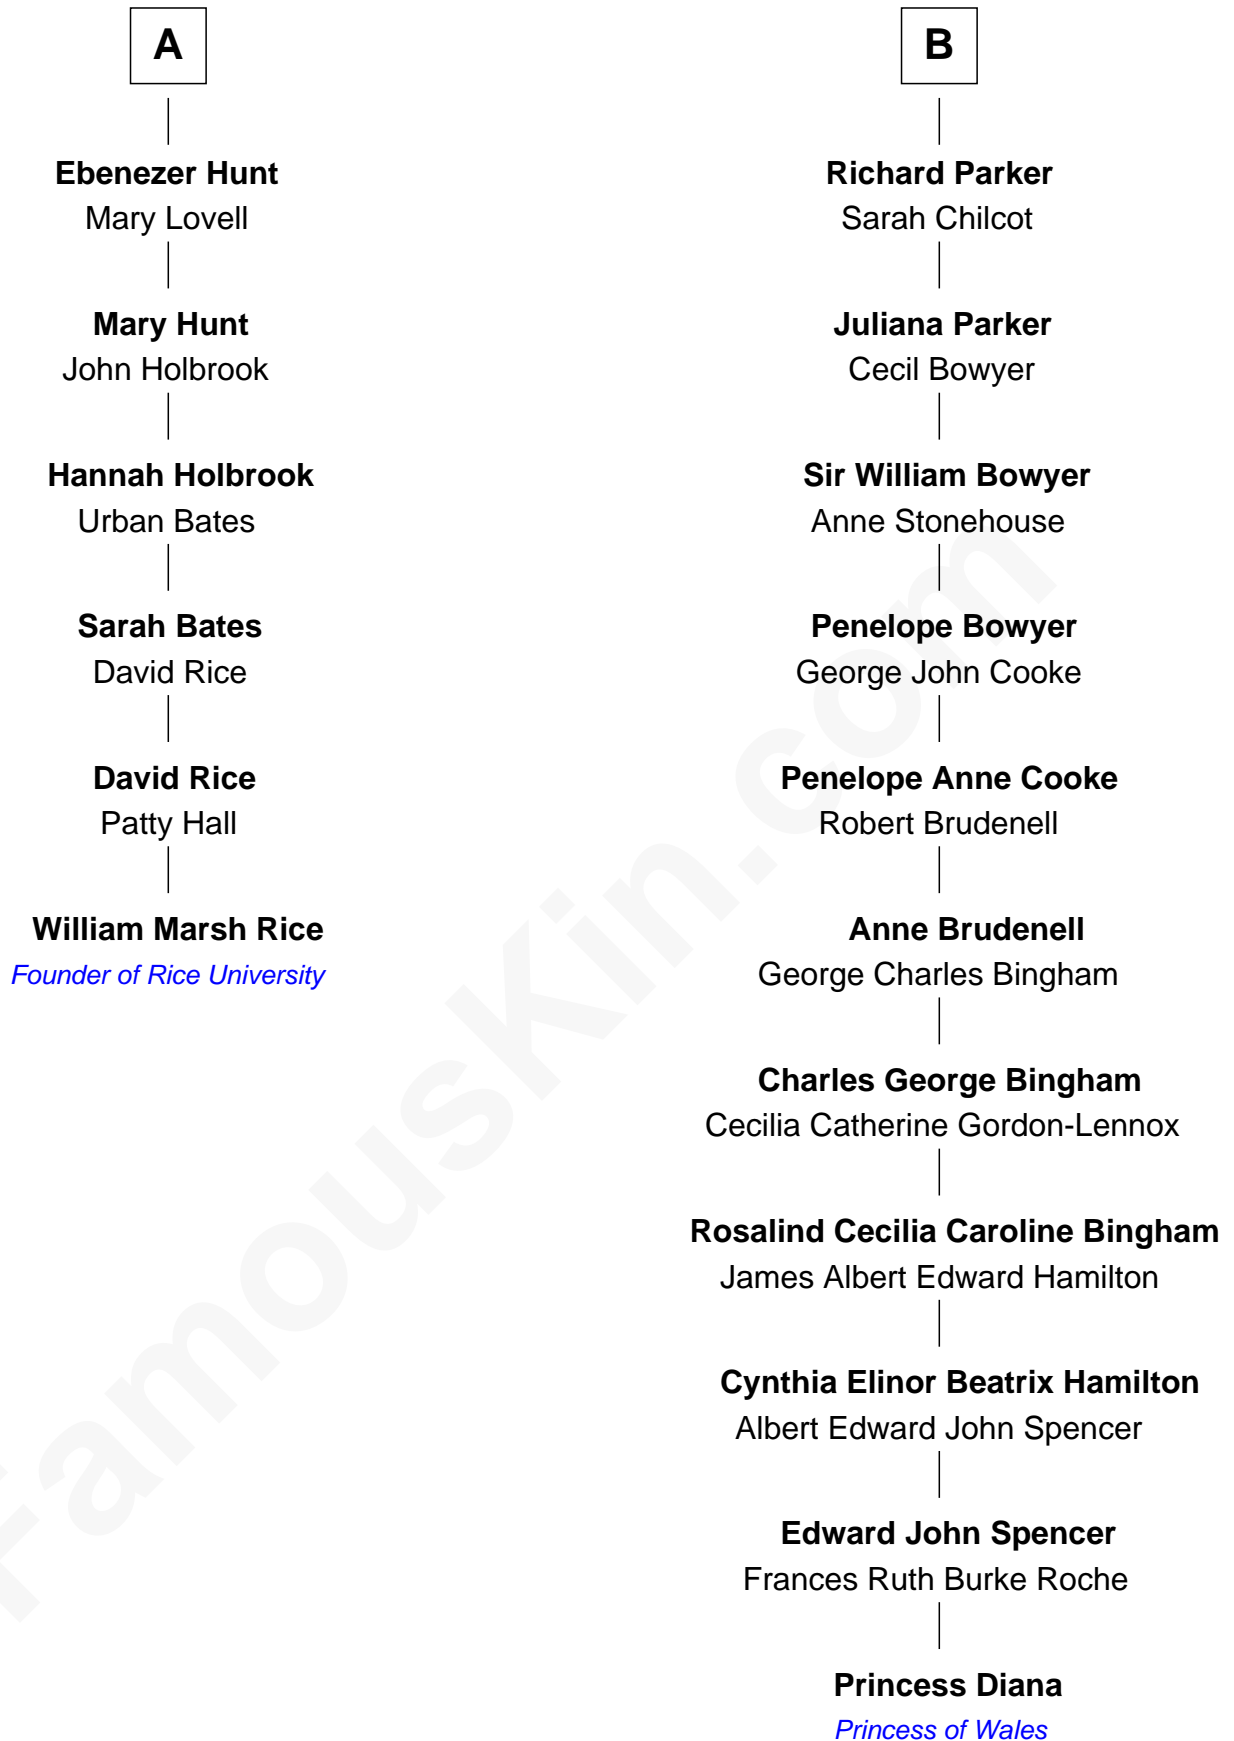 A
Ebenezer Hunt
Mary Lovell
Mary Hunt
John Holbrook
Hannah Holbrook
Urban Bates
Sarah Bates
David Rice
David Rice
Patty Hall
William Marsh Rice
Founder of Rice University
B
Richard Parker
Sarah Chilcot
Juliana Parker
Cecil Bowyer
Sir William Bowyer
Anne Stonehouse
Penelope Bowyer
George John Cooke
Penelope Anne Cooke
Robert Brudenell
Anne Brudenell
George Charles Bingham
Charles George Bingham
Cecilia Catherine Gordon-Lennox
Rosalind Cecilia Caroline Bingham
James Albert Edward Hamilton
Cynthia Elinor Beatrix Hamilton
Albert Edward John Spencer
Edward John Spencer
Frances Ruth Burke Roche
Princess Diana
Princess of Wales
FamousKin.com